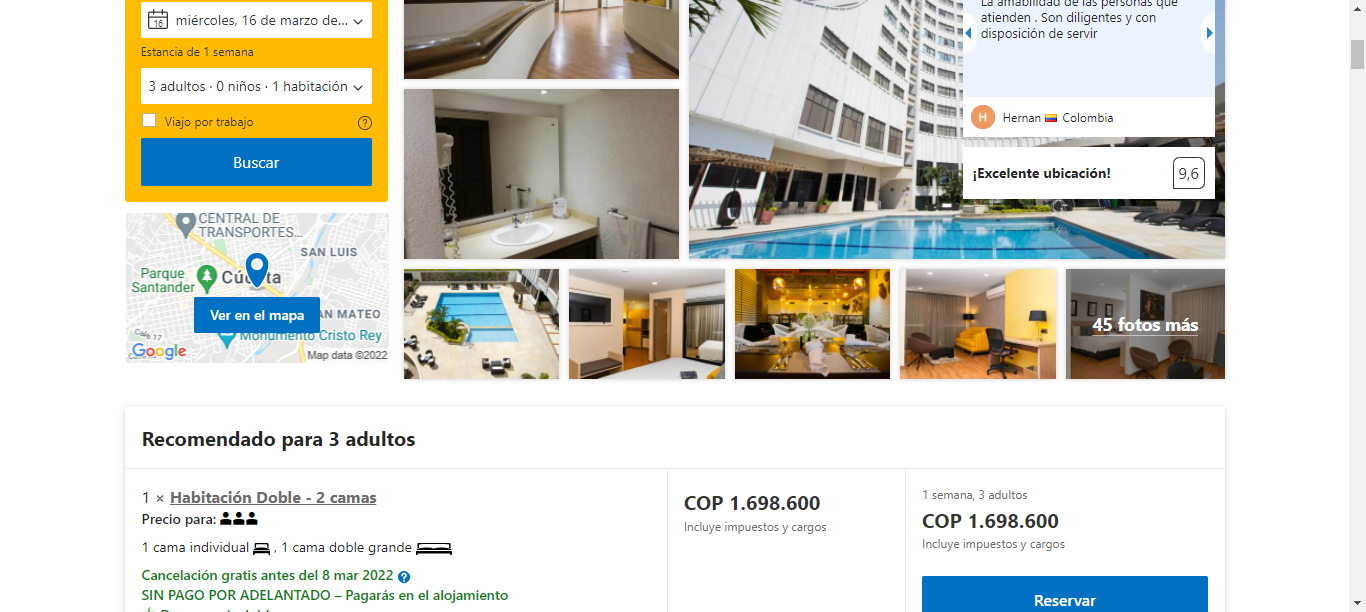 16
miércoles, 16 de marzo de...
Estancia de 1 semana
3 adultos · 0 niños · 1 habitación
Viajo por trabajo
?
Buscar
CENTRAL DE
TRANSPORTES...
SAN LUIS
Parque
Santander
Ver en el mapa
AN MATEO
Monumento Cristo Rey
Google
Map data ©2022
La amabilidad de las personas que
atienden . Son diligentes y con
disposición de servir
H Hernan Colombia
¡Excelente ubicación! 9,6
45 fotos más
Recomendado para 3 adultos
1 × Habitación Doble - 2 camas
Precio para:
1 cama individual , 1 cama doble grande
Cancelación gratis antes del 8 mar 2022 ?
SIN PAGO POR ADELANTADO – Pagarás en el alojamiento
COP 1.698.600
Incluye impuestos y cargos
1 semana, 3 adultos
COP 1.698.600
Incluye impuestos y cargos
Reservar